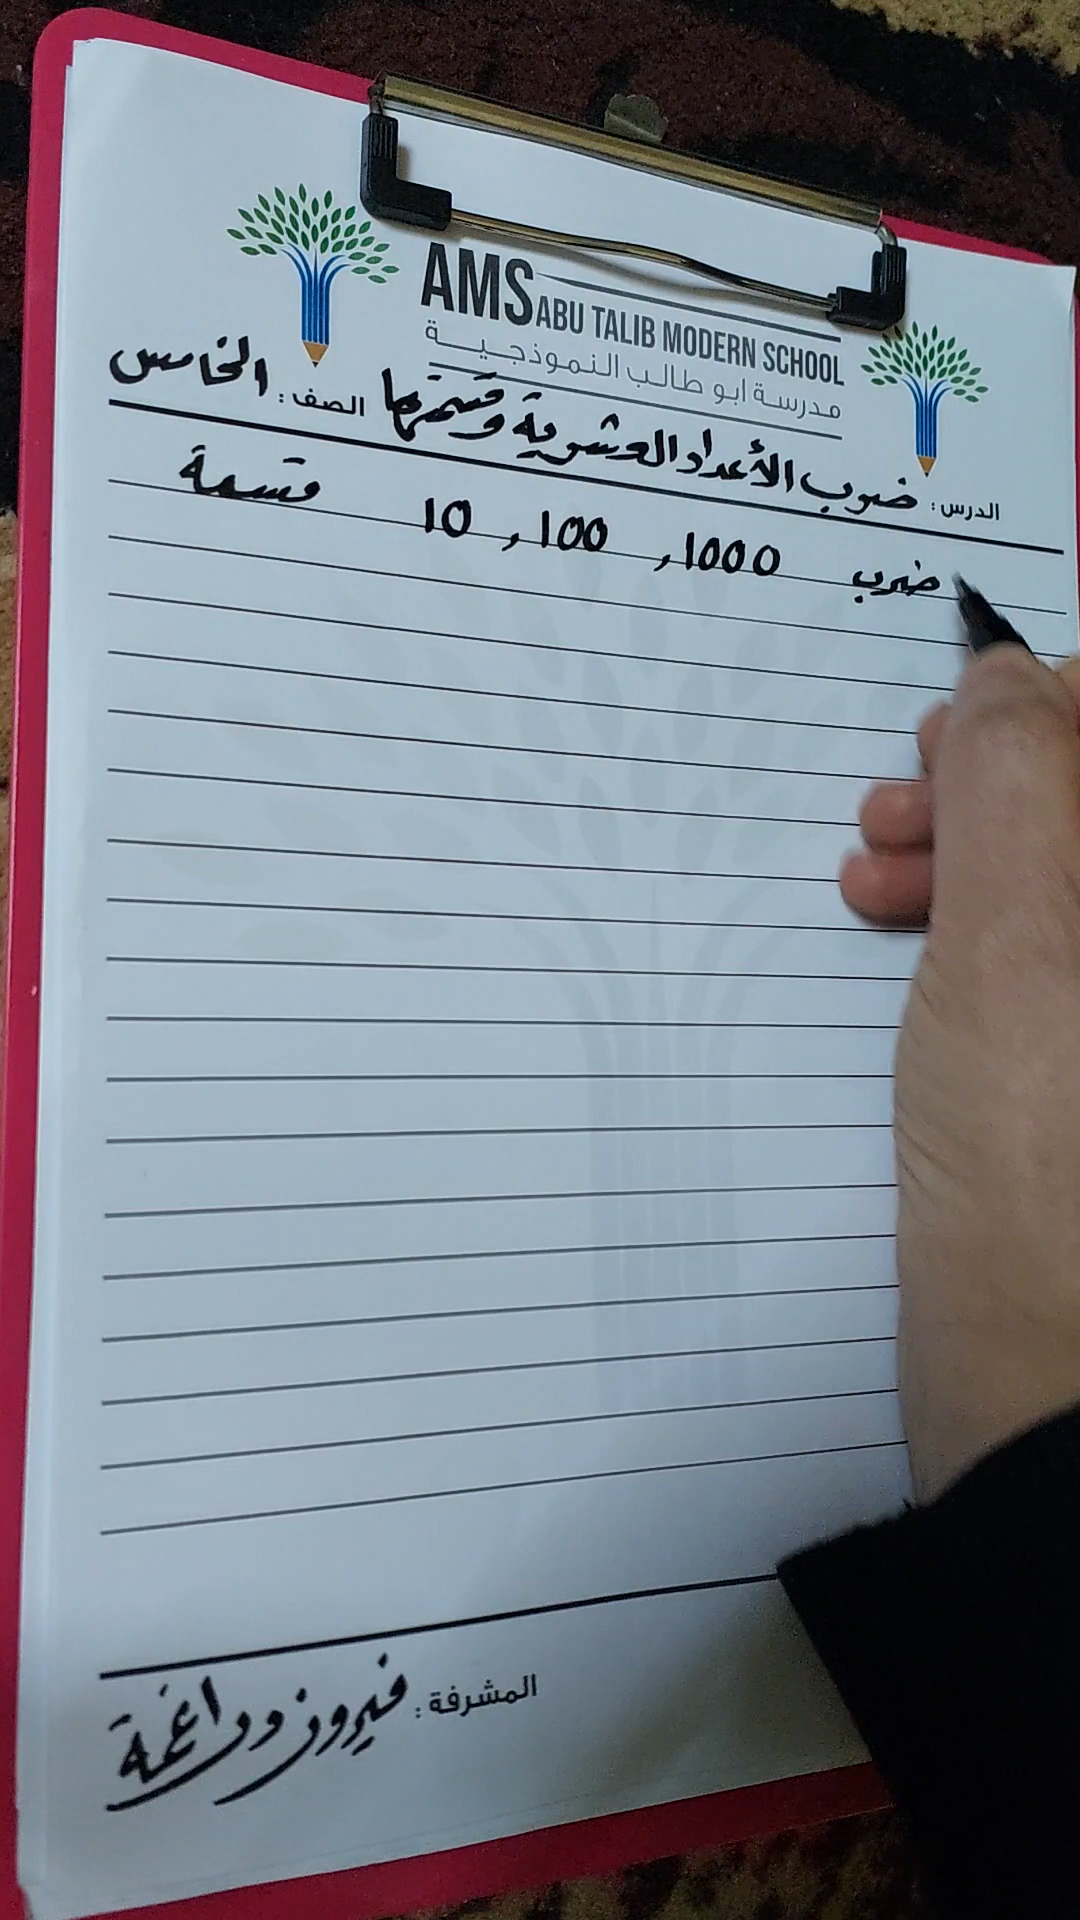 AMS ABU TALIB MODERN SCHOOL
مدرسة ابو طالب النموذجية
الدرس : ضرب الأعداد العشرية وقسمتها الصف : الخامس
ضرب 10 , 100 , 1000 قسمة
المشرفة : فيروز دراغمة